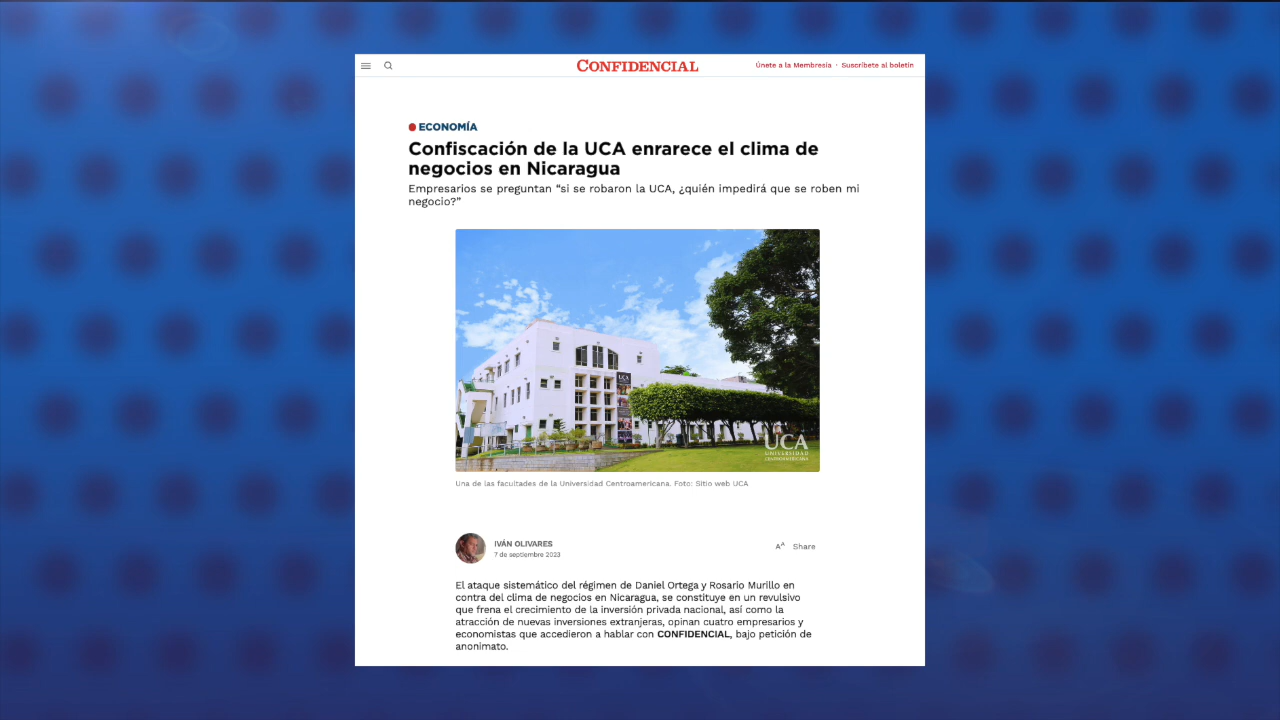 CONFIDENCIAL
Únete a la Membresía · Suscríbete al boletín
ECONOMÍA
Confiscación de la UCA enrarece el clima de
negocios en Nicaragua
Empresarios se preguntan “si se robaron la UCA, ¿quién impedirá que se roben mi
negocio?”
UCA
UCA
UNIVERSIDAD
CENTROAMERICANA
Una de las facultades de la Universidad Centroamericana. Foto: Sitio web UCA
IVÁN OLIVARES
7 de septiembre 2023
AA Share
El ataque sistemático del régimen de Daniel Ortega y Rosario Murillo en
contra del clima de negocios en Nicaragua, se constituye en un revulsivo
que frena el crecimiento de la inversión privada nacional, así como la
atracción de nuevas inversiones extranjeras, opinan cuatro empresarios y
economistas que accedieron a hablar con CONFIDENCIAL, bajo petición de
anonimato.